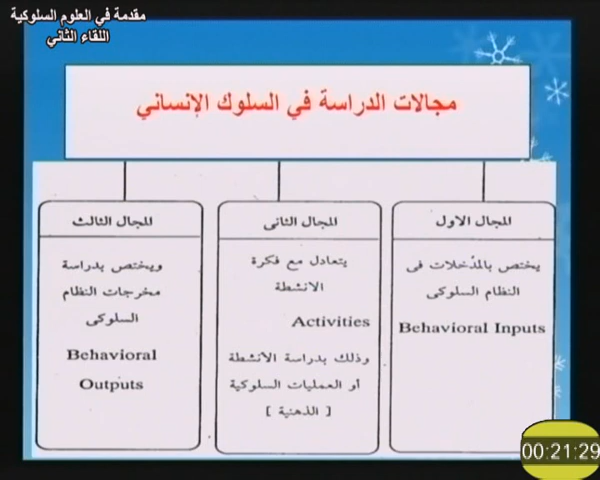 مقدمة في العلوم السلوكية
اللقاء الثاني
مجالات الدراسة في السلوك الإنساني
المجال الاول
يختص بالمدخلات فى
النظام السلوكى
Behavioral Inputs
المجال الثانى
يتعادل مع فكرة
الانشطة
Activities
وذلك بدراسة الأنشطة
أو العمليات السلوكية
[ الذهنية ]
المجال الثالث
ويختص بدراسة
مخرجات النظام
السلوكى
Behavioral
Outputs
00:21:29